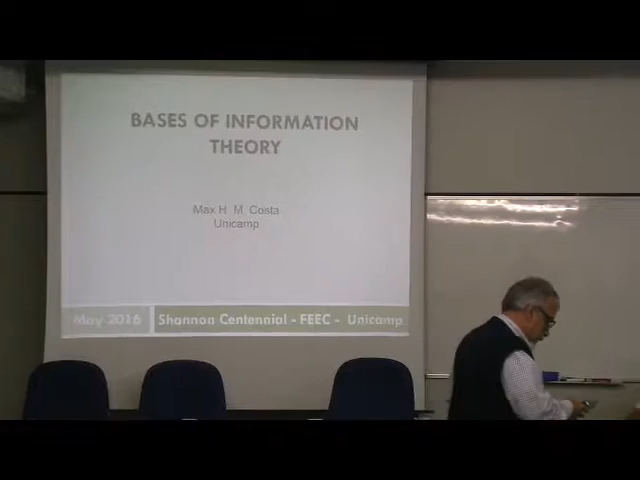 BASES OF INFORMATION
THEORY
Max H. M. Costa
Unicamp
May 2016
Shannon Centennial - FEEC - Unicamp